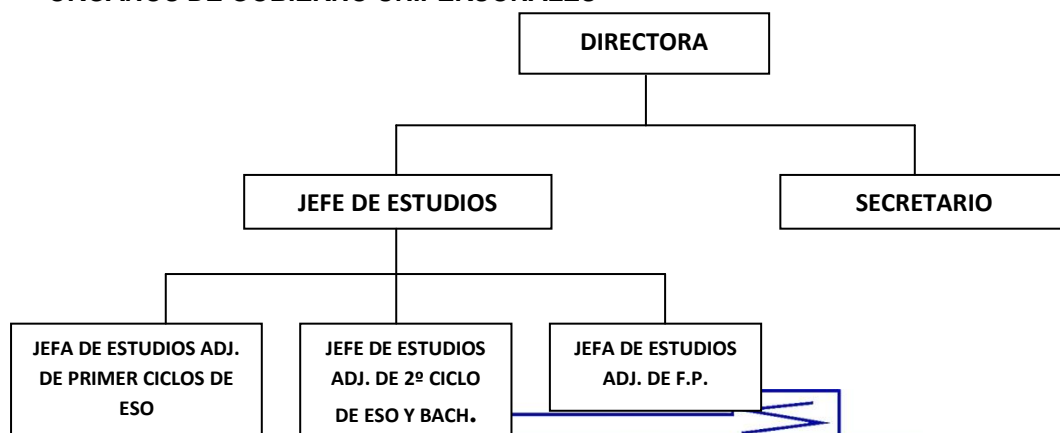 DIRECTORA
JEFE DE ESTUDIOS
SECRETARIO
JEFA DE ESTUDIOS ADJ.
DE PRIMER CICLOS DE
ESO
JEFE DE ESTUDIOS
ADJ. DE 2º CICLO
DE ESO Y BACH.
JEFA DE ESTUDIOS
ADJ. DE F.P.